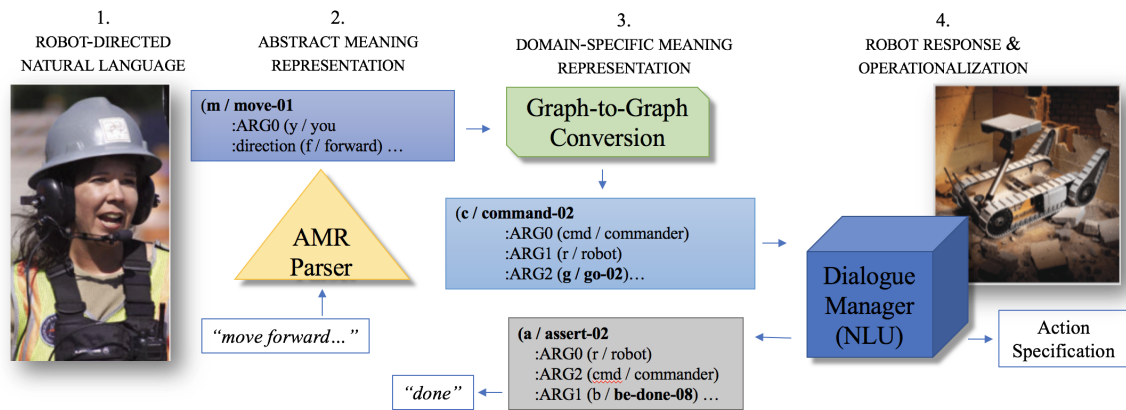 1.
ROBOT-DIRECTED
NATURAL LANGUAGE
2.
ABSTRACT MEANING
REPRESENTATION
3.
DOMAIN-SPECIFIC MEANING
REPRESENTATION
4.
ROBOT RESPONSE &
OPERATIONALIZATION
(m / move-01
:ARG0 (y / you
:direction (f / forward) …
Graph-to-Graph
Conversion
AMR
Parser
“move forward…”
(c / command-02
:ARG0 (cmd / commander)
:ARG1 (r / robot)
:ARG2 (g / go-02)…
Dialogue
Manager
(NLU)
Action
Specification
(a / assert-02
:ARG0 (r / robot)
:ARG2 (cmd / commander)
:ARG1 (b / be-done-08) …
“done”